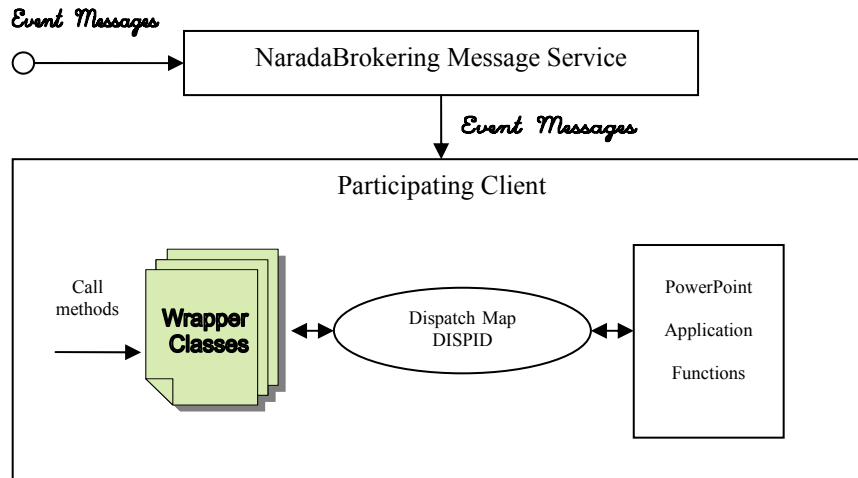 Event Messages
NaradaBrokering Message Service
Event Messages
Participating Client
Call
methods
Wrapper
Classes
Dispatch Map
DISPID
PowerPoint
Application
Functions